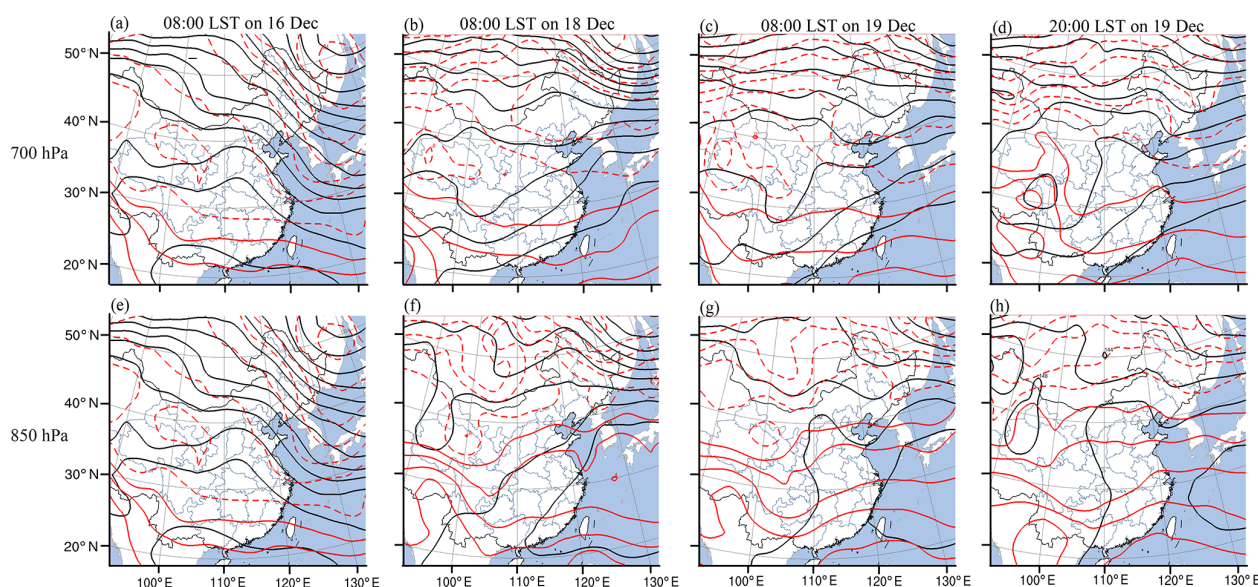 (a) 08:00 LST on 16 Dec (b) 08:00 LST on 18 Dec (c) 08:00 LST on 19 Dec (d) 20:00 LST on 19 Dec
50° N
40° N
700 hPa
30° N
20° N
(e) (f) (g) (h)
50° N
40° N
850 hPa
30° N
20° N
100°E 110°E 120°E 130°E 100°E 110°E 120°E 130°E 100°E 110°E 120°E 130°E 100°E 110°E 120°E 130°E